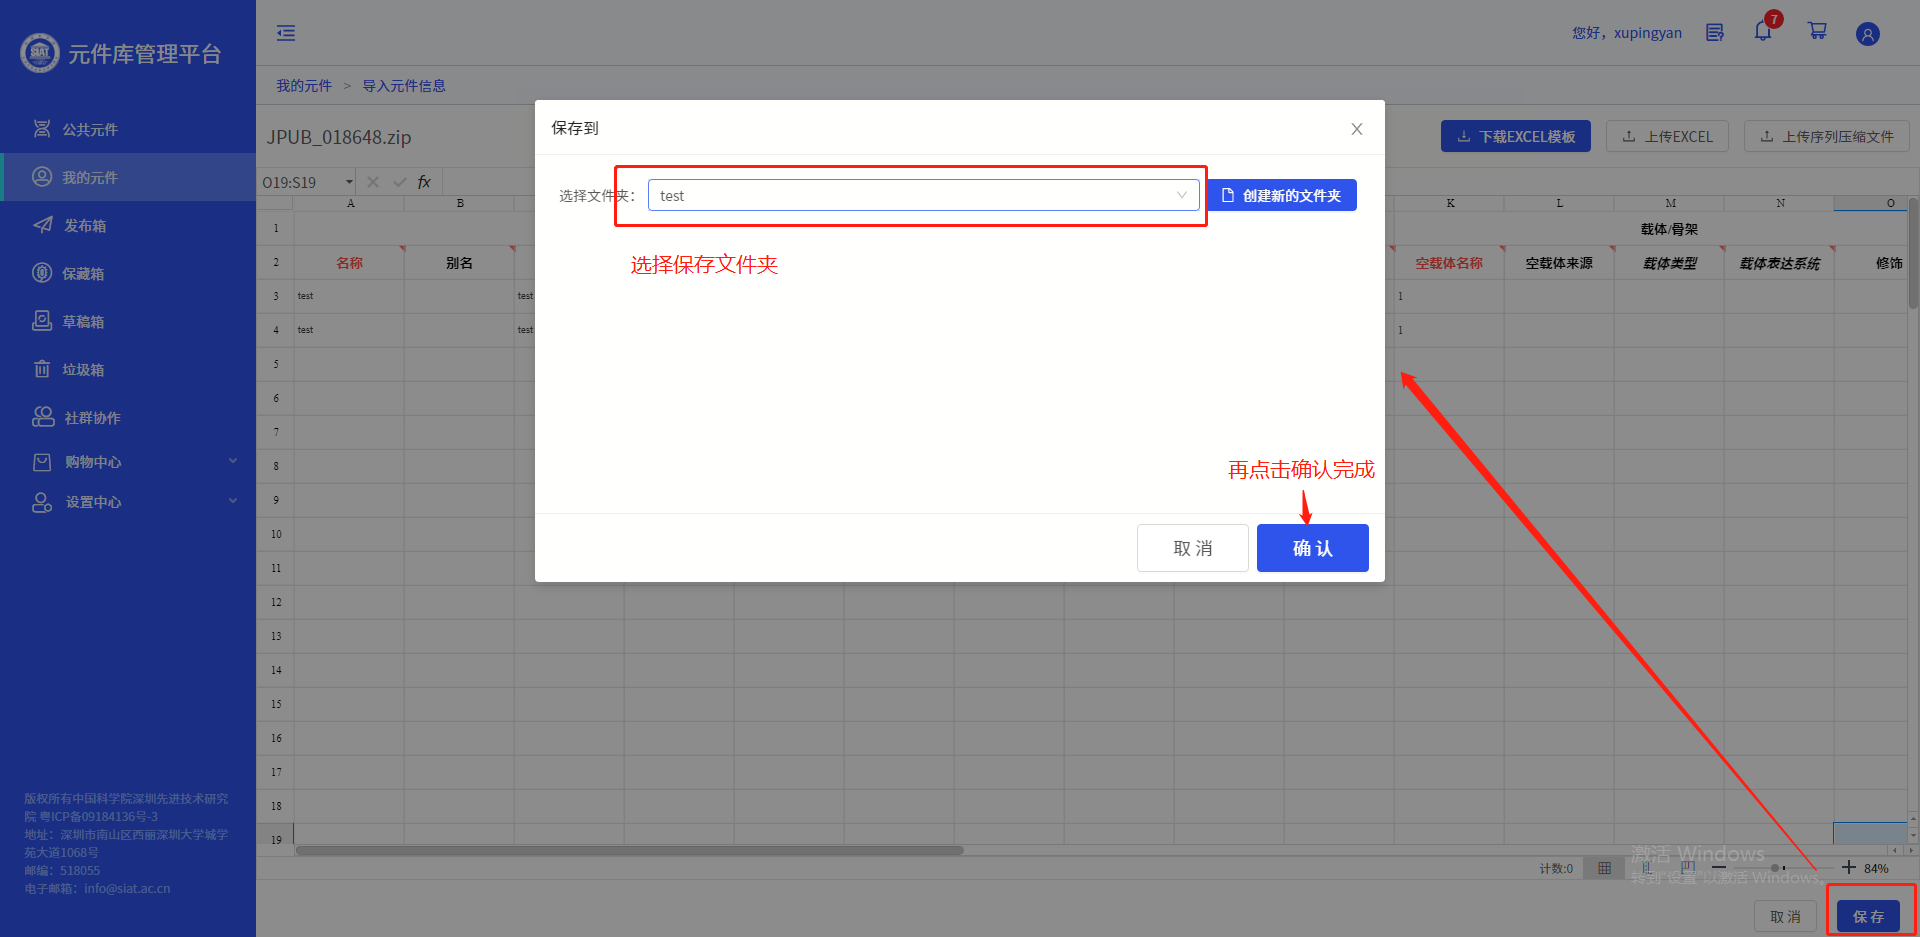 SIAT
元件库管理平台
公共元件
我的元件
发布箱
保藏箱
草稿箱
垃圾箱
社群协作
购物中心
设置中心
版权所有中国科学院深圳先进技术研究
院 粤ICP备09184136号-3
地址：深圳市南山区西丽深圳大学城学
苑大道1068号
邮编：518055
电子邮箱：info@siat.ac.cn
您好，xupingyan
7
我的元件 > 导入元件信息
JPUB_018648.zip
下载EXCEL模板
上传EXCEL
上传序列压缩文件
O19:S19
fx
A B K L M N O
1 载体/骨架
2 名称 别名 空载体名称 空载体来源 载体类型 载体表达系统 修饰
3 test test 1
4 test test 1
5
6
7
8
9
10
11
12
13
14
15
16
17
18
19
保存到
选择文件夹：
test
创建新的文件夹
选择保存文件夹
再点击确认完成
取 消
确 认
计数:0
84%
激活 Windows
转到"设置"以激活 Windows。
取 消
保 存